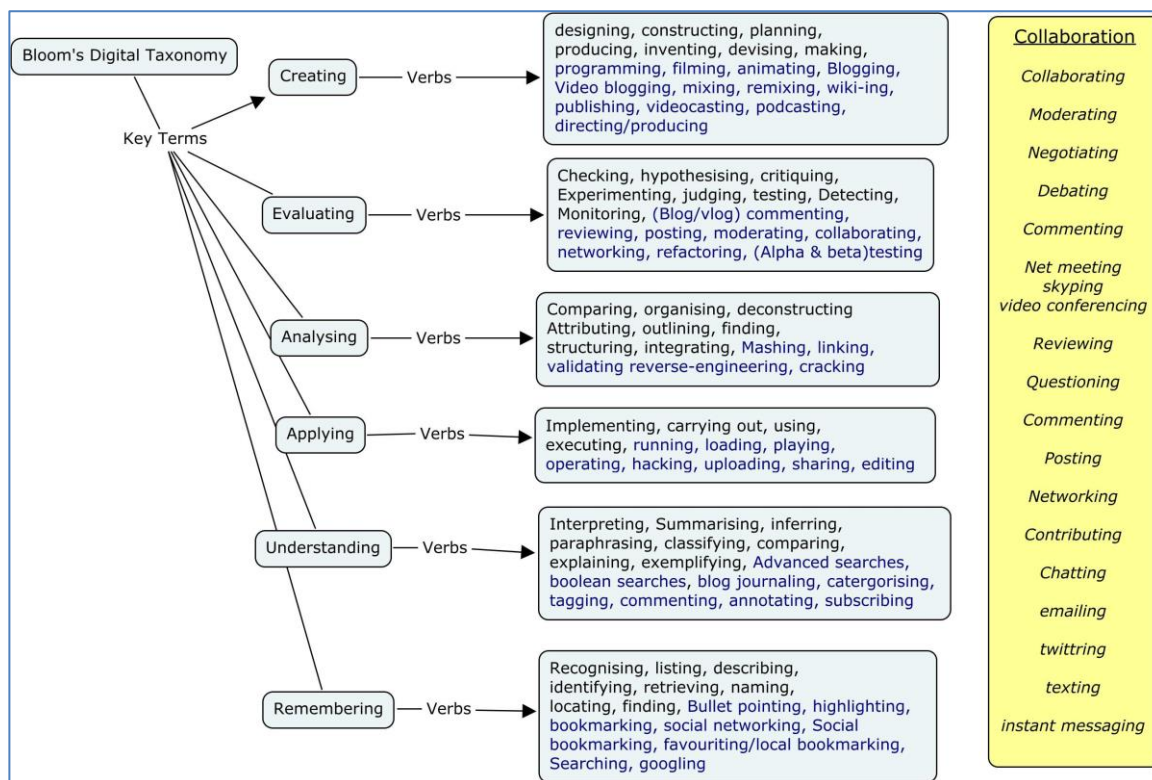 Bloom's Digital Taxonomy
Key Terms
Creating
Verbs
designing, constructing, planning,
producing, inventing, devising, making,
programming, filming, animating, Blogging,
Video blogging, mixing, remixing, wiki-ing,
publishing, videocasting, podcasting,
directing/producing
Evaluating
Verbs
Checking, hypothesising, critiquing,
Experimenting, judging, testing, Detecting,
Monitoring, (Blog/vlog) commenting,
reviewing, posting, moderating, collaborating,
networking, refactoring, (Alpha & beta)testing
Analysing
Verbs
Comparing, organising, deconstructing
Attributing, outlining, finding,
structuring, integrating, Mashing, linking,
validating reverse-engineering, cracking
Applying
Verbs
Implementing, carrying out, using,
executing, running, loading, playing,
operating, hacking, uploading, sharing, editing
Understanding
Verbs
Interpreting, Summarising, inferring,
paraphrasing, classifying, comparing,
explaining, exemplifying, Advanced searches,
boolean searches, blog journaling, catergorising,
tagging, commenting, annotating, subscribing
Remembering
Verbs
Recognising, listing, describing,
identifying, retrieving, naming,
locating, finding, Bullet pointing, highlighting,
bookmarking, social networking, Social
bookmarking, favouriting/local bookmarking,
Searching, googling
Collaboration
Collaborating
Moderating
Negotiating
Debating
Commenting
Net meeting
skyping
video conferencing
Reviewing
Questioning
Commenting
Posting
Networking
Contributing
Chatting
emailing
twittring
texting
instant messaging